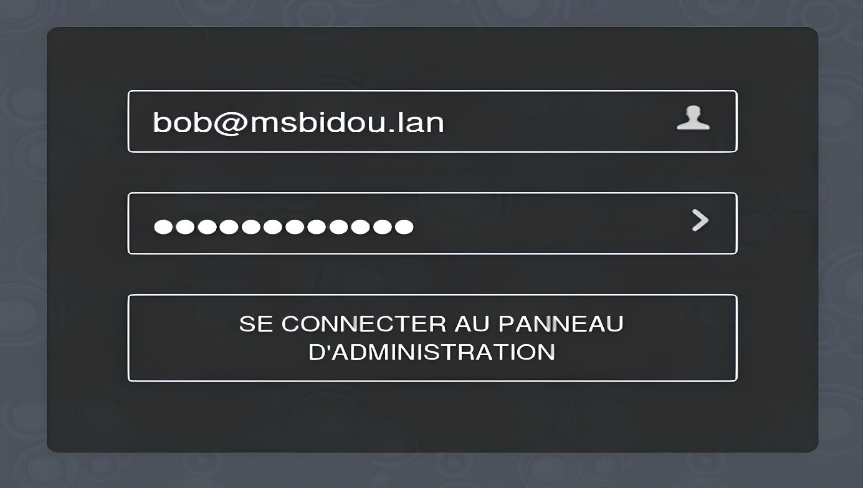 bob@msbidou.lan
●●●●●●●●●●●●
SE CONNECTER AU PANNEAU
D'ADMINISTRATION